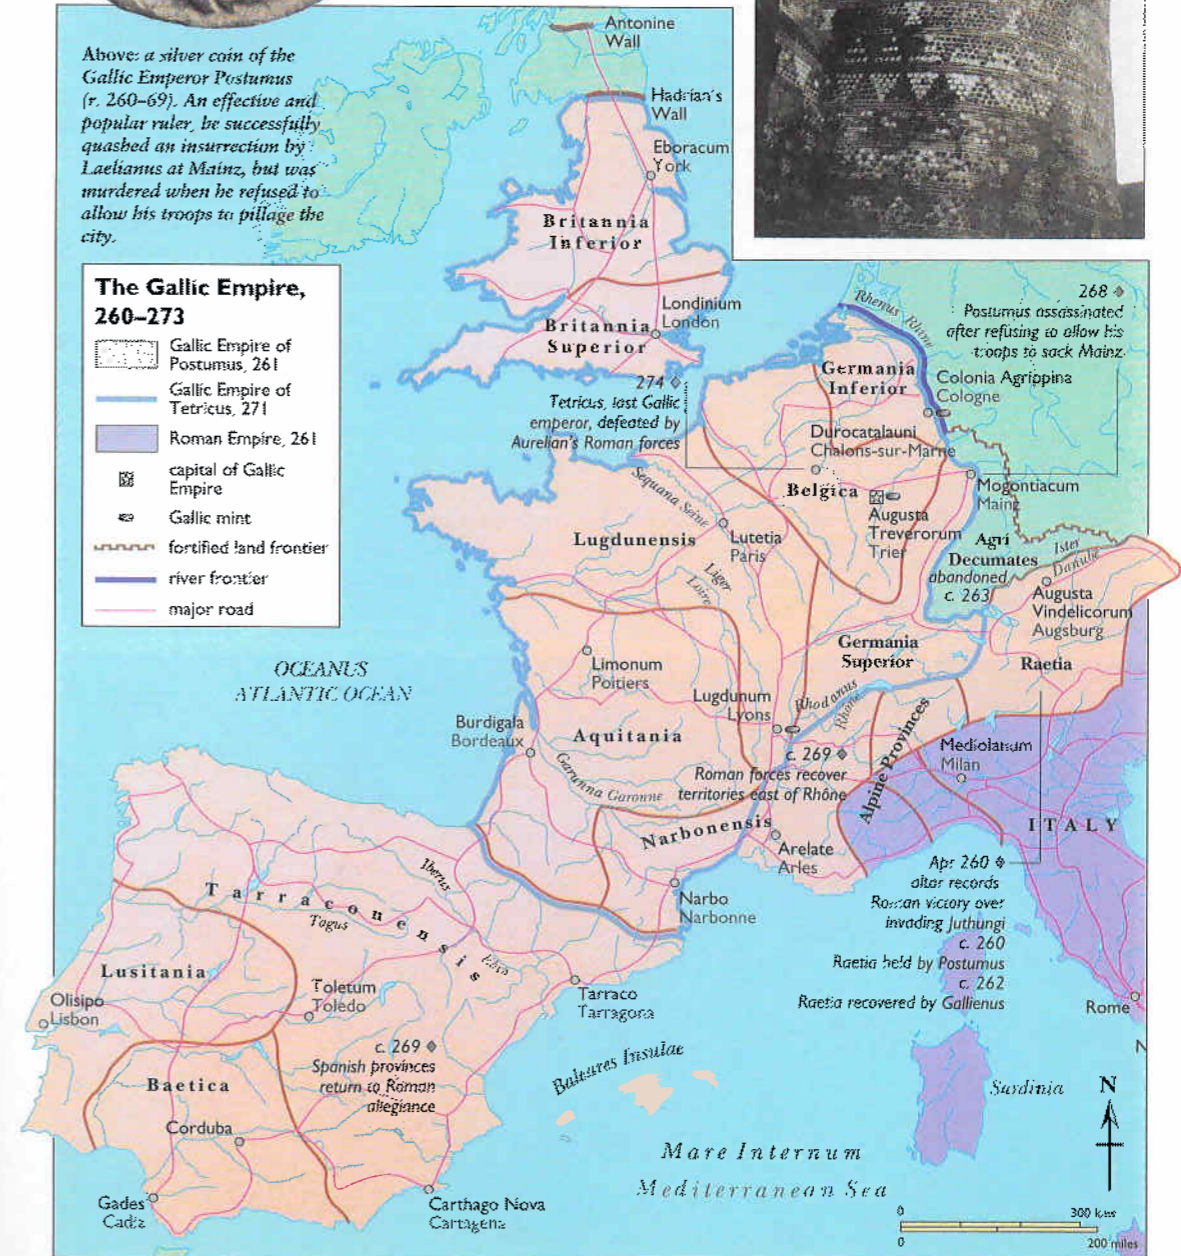 Above: a silver coin of the
Gallic Emperor Postumus
(r. 260–69). An effective and
popular ruler, he successfully
quashed an insurrection by
Laelianus at Mainz, but was
murdered when he refused to
allow his troops to pillage the
city.
The Gallic Empire,
260–273
Gallic Empire of
Postumus, 261
Gallic Empire of
Tetricus, 271
Roman Empire, 261
capital of Gallic
Empire
Gallic mint
fortified land frontier
river frontier
major road
Antonine
Wall
Hadrian's
Wall
Eboracum
York
Britannia
Inferior
Londinium
London
Britannia
Superior
274
Tetricus, last Gallic
emperor, defeated by
Aurelian's Roman forces
Rhenus Rhine
268
Postumus assassinated
after refusing to allow his
troops to sack Mainz
Germania
Inferior
Colonia Agrippina
Cologne
Durocatalauni
Chalons-sur-Marne
Belgica
Mogontiacum
Mainz
Augusta
Treverorum
Trier
Sequana Seine
Lutetia
Paris
Lugdunensis
Liger
Loire
Agri
Decumates
abandoned
c. 263
Ister
Danube
Augusta
Vindelicorum
Augsburg
Germania
Superior
Raetia
Limonum
Poitiers
Lugdunum
Lyons
Rhodanus
Rhône
OCEANUS
ATLANTIC OCEAN
Burdigala
Bordeaux
Aquitania
Garunna Garonne
c. 269
Roman forces recover
territories east of Rhône
Alpine Provinces
Mediolanum
Milan
ITALY
Narbonensis
Arelate
Arles
Narbo
Narbonne
Apr 260
altar records
Roman victory over
invading Juthungi
c. 260
Raetia held by Postumus
c. 262
Raetia recovered by Gallienus
Rome
Iberus
Tarraconensis
Tagus
Ebro
Lusitania
Olisipo
Lisbon
Toletum
Toledo
Tarraco
Tarragona
c. 269
Spanish provinces
return to Roman
allegiance
Baetica
Corduba
Baleares Insulae
Sardinia
N
N
Gades
Cadiz
Carthago Nova
Cartagena
Mare Internum
Mediterranean Sea
0 300 kms
0 200 miles